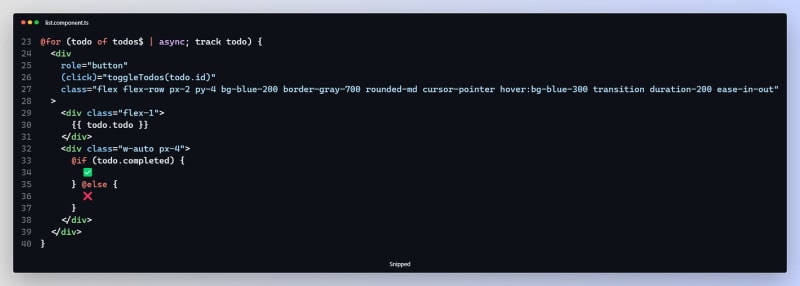 list.component.ts
23 @for (todo of todos$ | async; track todo) {
24   <div
25     role="button"
26     (click)="toggleTodos(todo.id)"
27     class="flex flex-row px-2 py-4 bg-blue-200 border-gray-700 rounded-md cursor-pointer hover:bg-blue-300 transition duration-200 ease-in-out"
28   >
29     <div class="flex-1">
30       {{ todo.todo }}
31     </div>
32     <div class="w-auto px-4">
33       @if (todo.completed) {
34         ✅
35       } @else {
36         ❌
37       }
38     </div>
39   </div>
40 }
Snipped